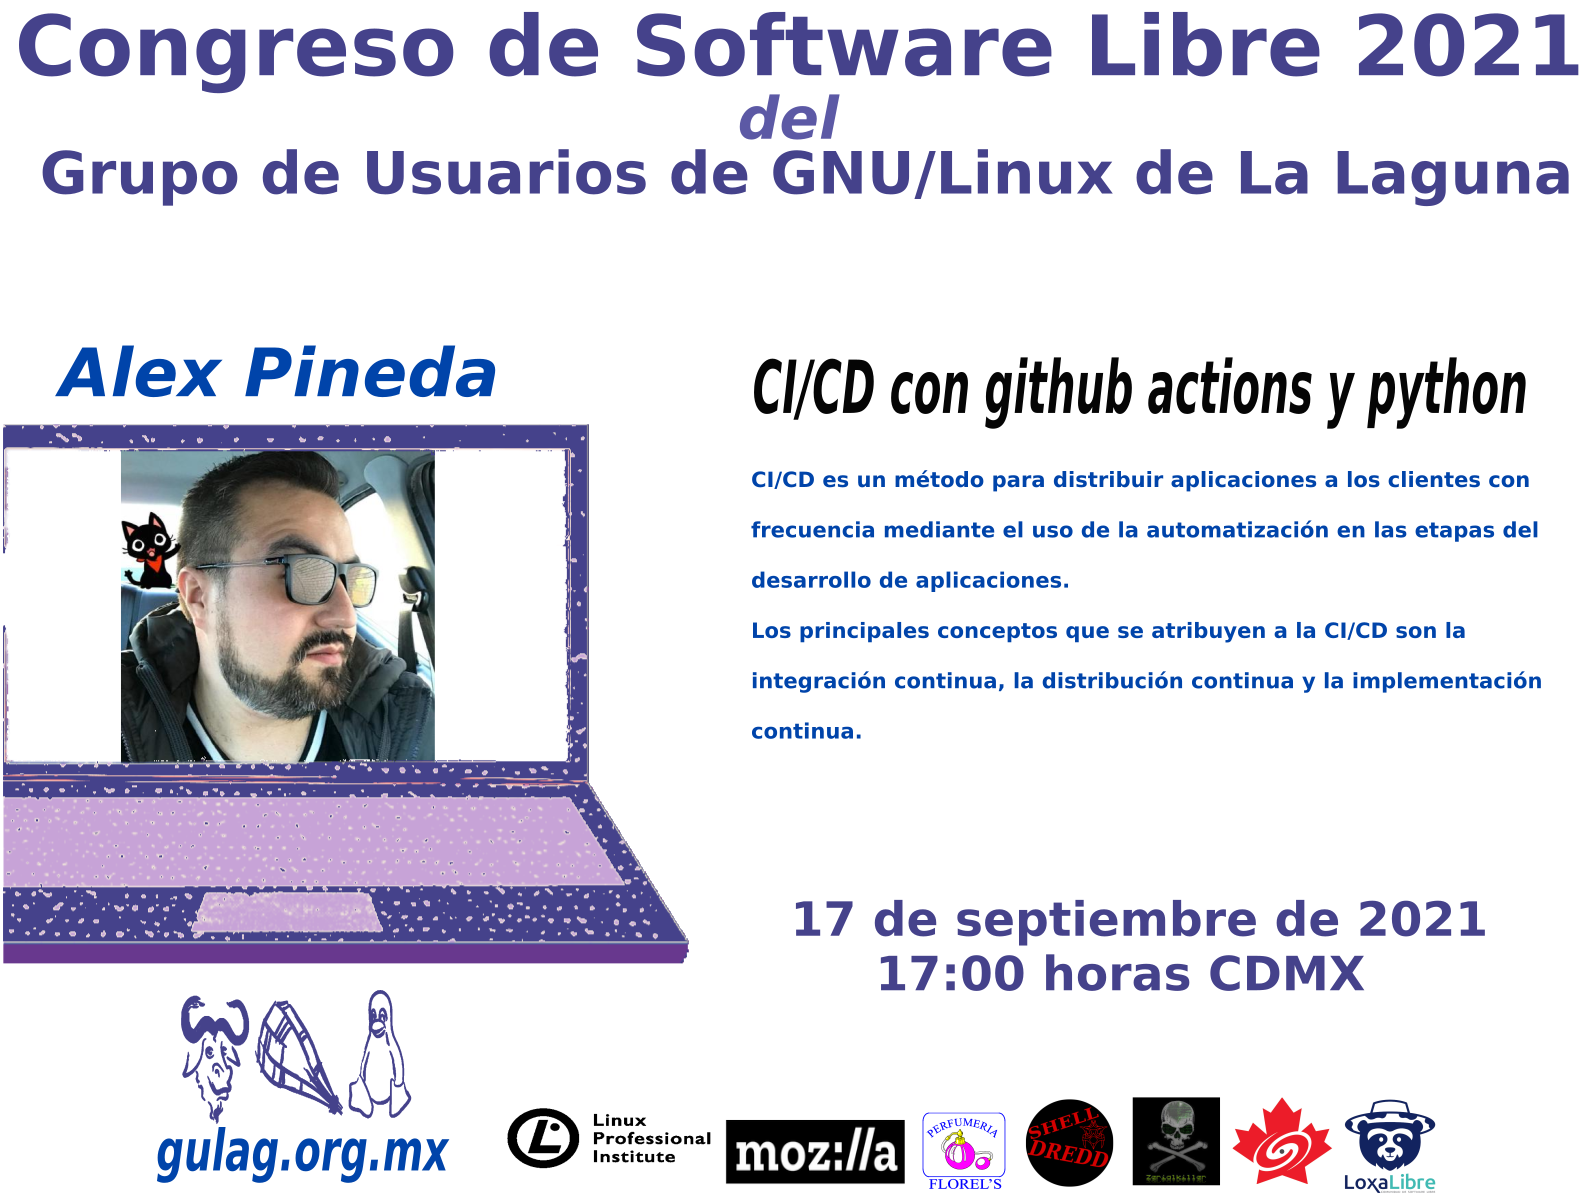 Congreso de Software Libre 2021
del
Grupo de Usuarios de GNU/Linux de La Laguna
Alex Pineda
CI/CD con github actions y python
CI/CD es un método para distribuir aplicaciones a los clientes con
frecuencia mediante el uso de la automatización en las etapas del
desarrollo de aplicaciones.
Los principales conceptos que se atribuyen a la CI/CD son la
integración continua, la distribución continua y la implementación
continua.
17 de septiembre de 2021
17:00 horas CDMX
gulag.org.mx
Linux
Professional
Institute
moz://a
PERFUMERIA
FLOREL'S
SHELL
DREDD
LoxaLibre